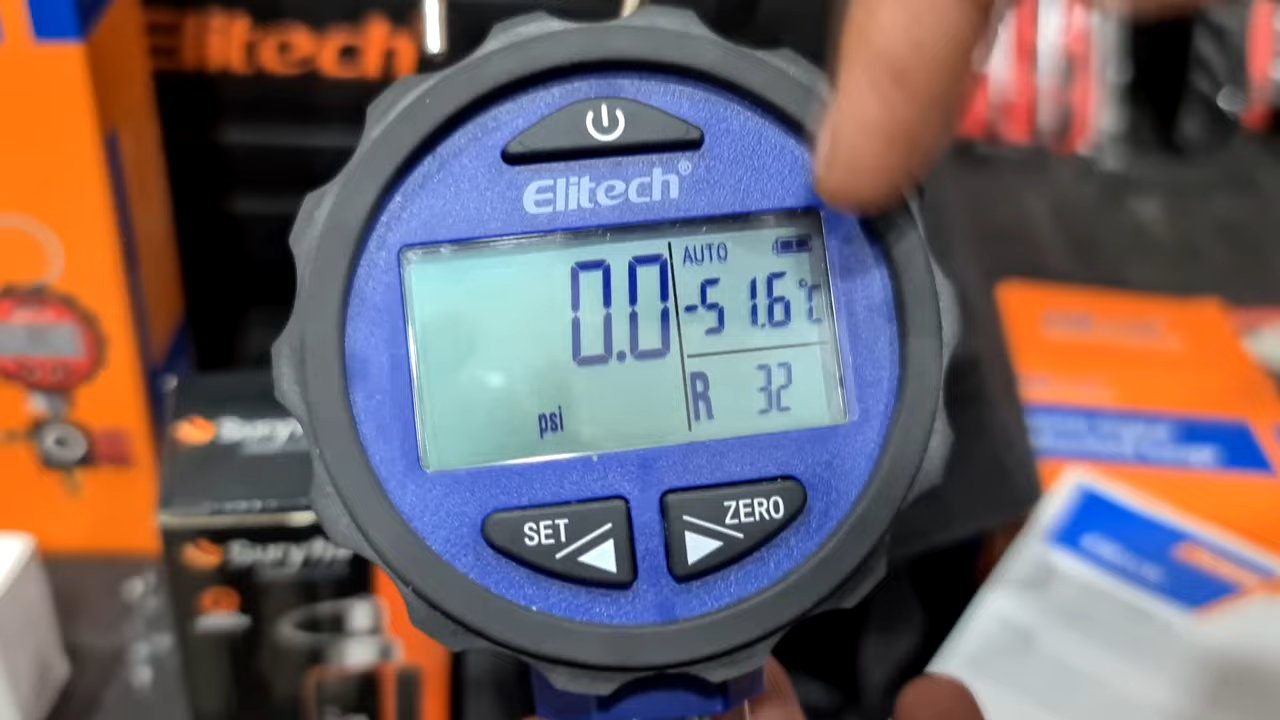 Elitech
Elitech®
AUTO
0.0
-51.6℃
psi
R 32
SET
ZERO